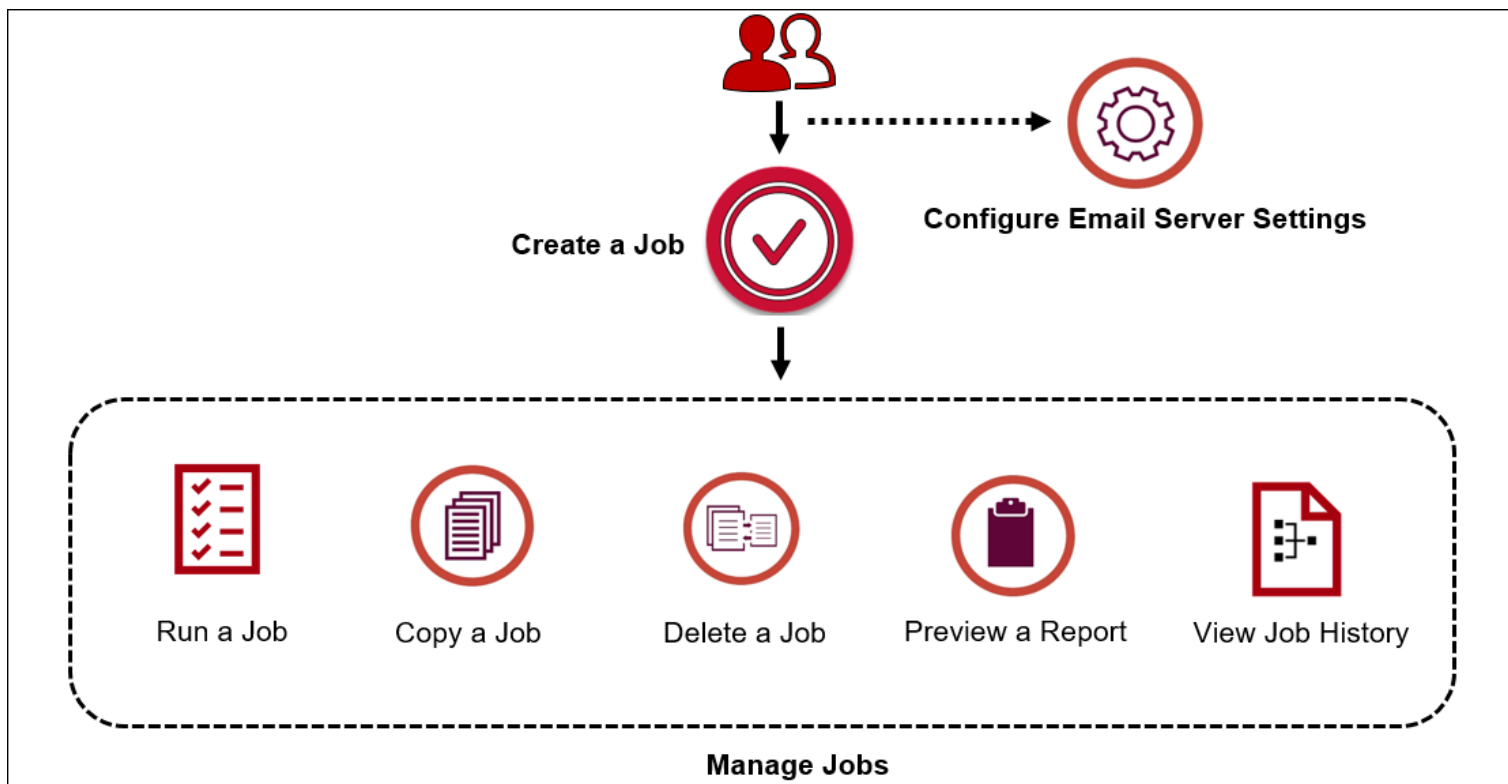 Configure Email Server Settings
Create a Job
Run a Job
Copy a Job
Delete a Job
Preview a Report
View Job History
Manage Jobs